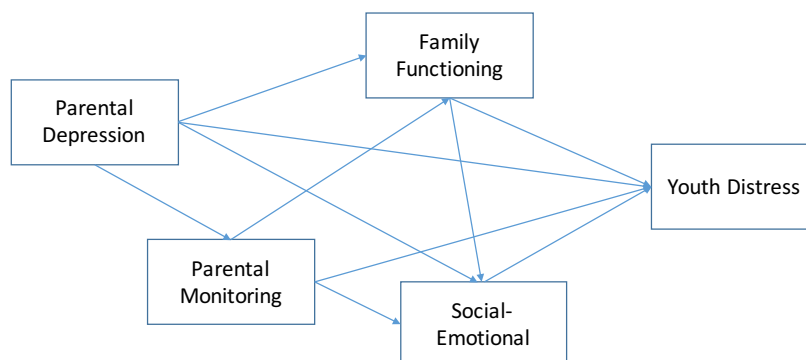 Family
Functioning
Parental
Depression
Youth Distress
Parental
Monitoring
Social-
Emotional